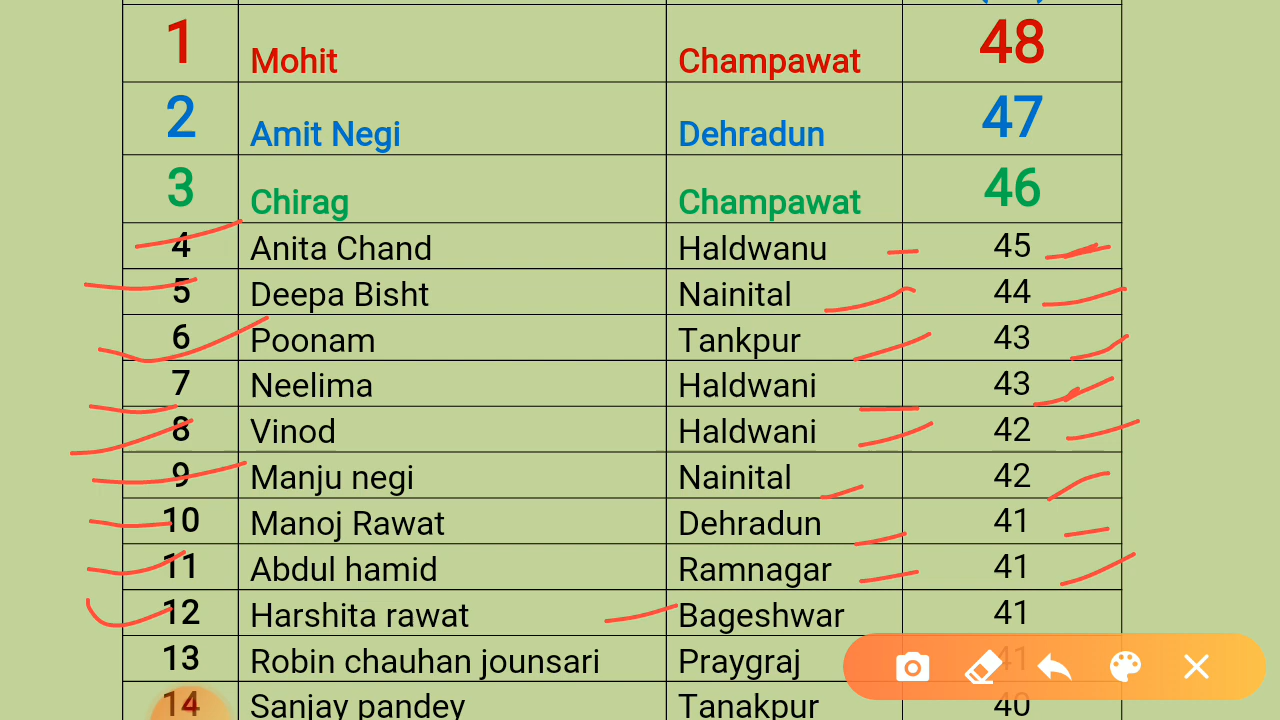 1 Mohit Champawat 48
2 Amit Negi Dehradun 47
3 Chirag Champawat 46
4 Anita Chand Haldwanu 45
5 Deepa Bisht Nainital 44
6 Poonam Tankpur 43
7 Neelima Haldwani 43
8 Vinod Haldwani 42
9 Manju negi Nainital 42
10 Manoj Rawat Dehradun 41
11 Abdul hamid Ramnagar 41
12 Harshita rawat Bageshwar 41
13 Robin chauhan jounsari Praygraj 41
14 Sanjay pandey Tanakpur 40